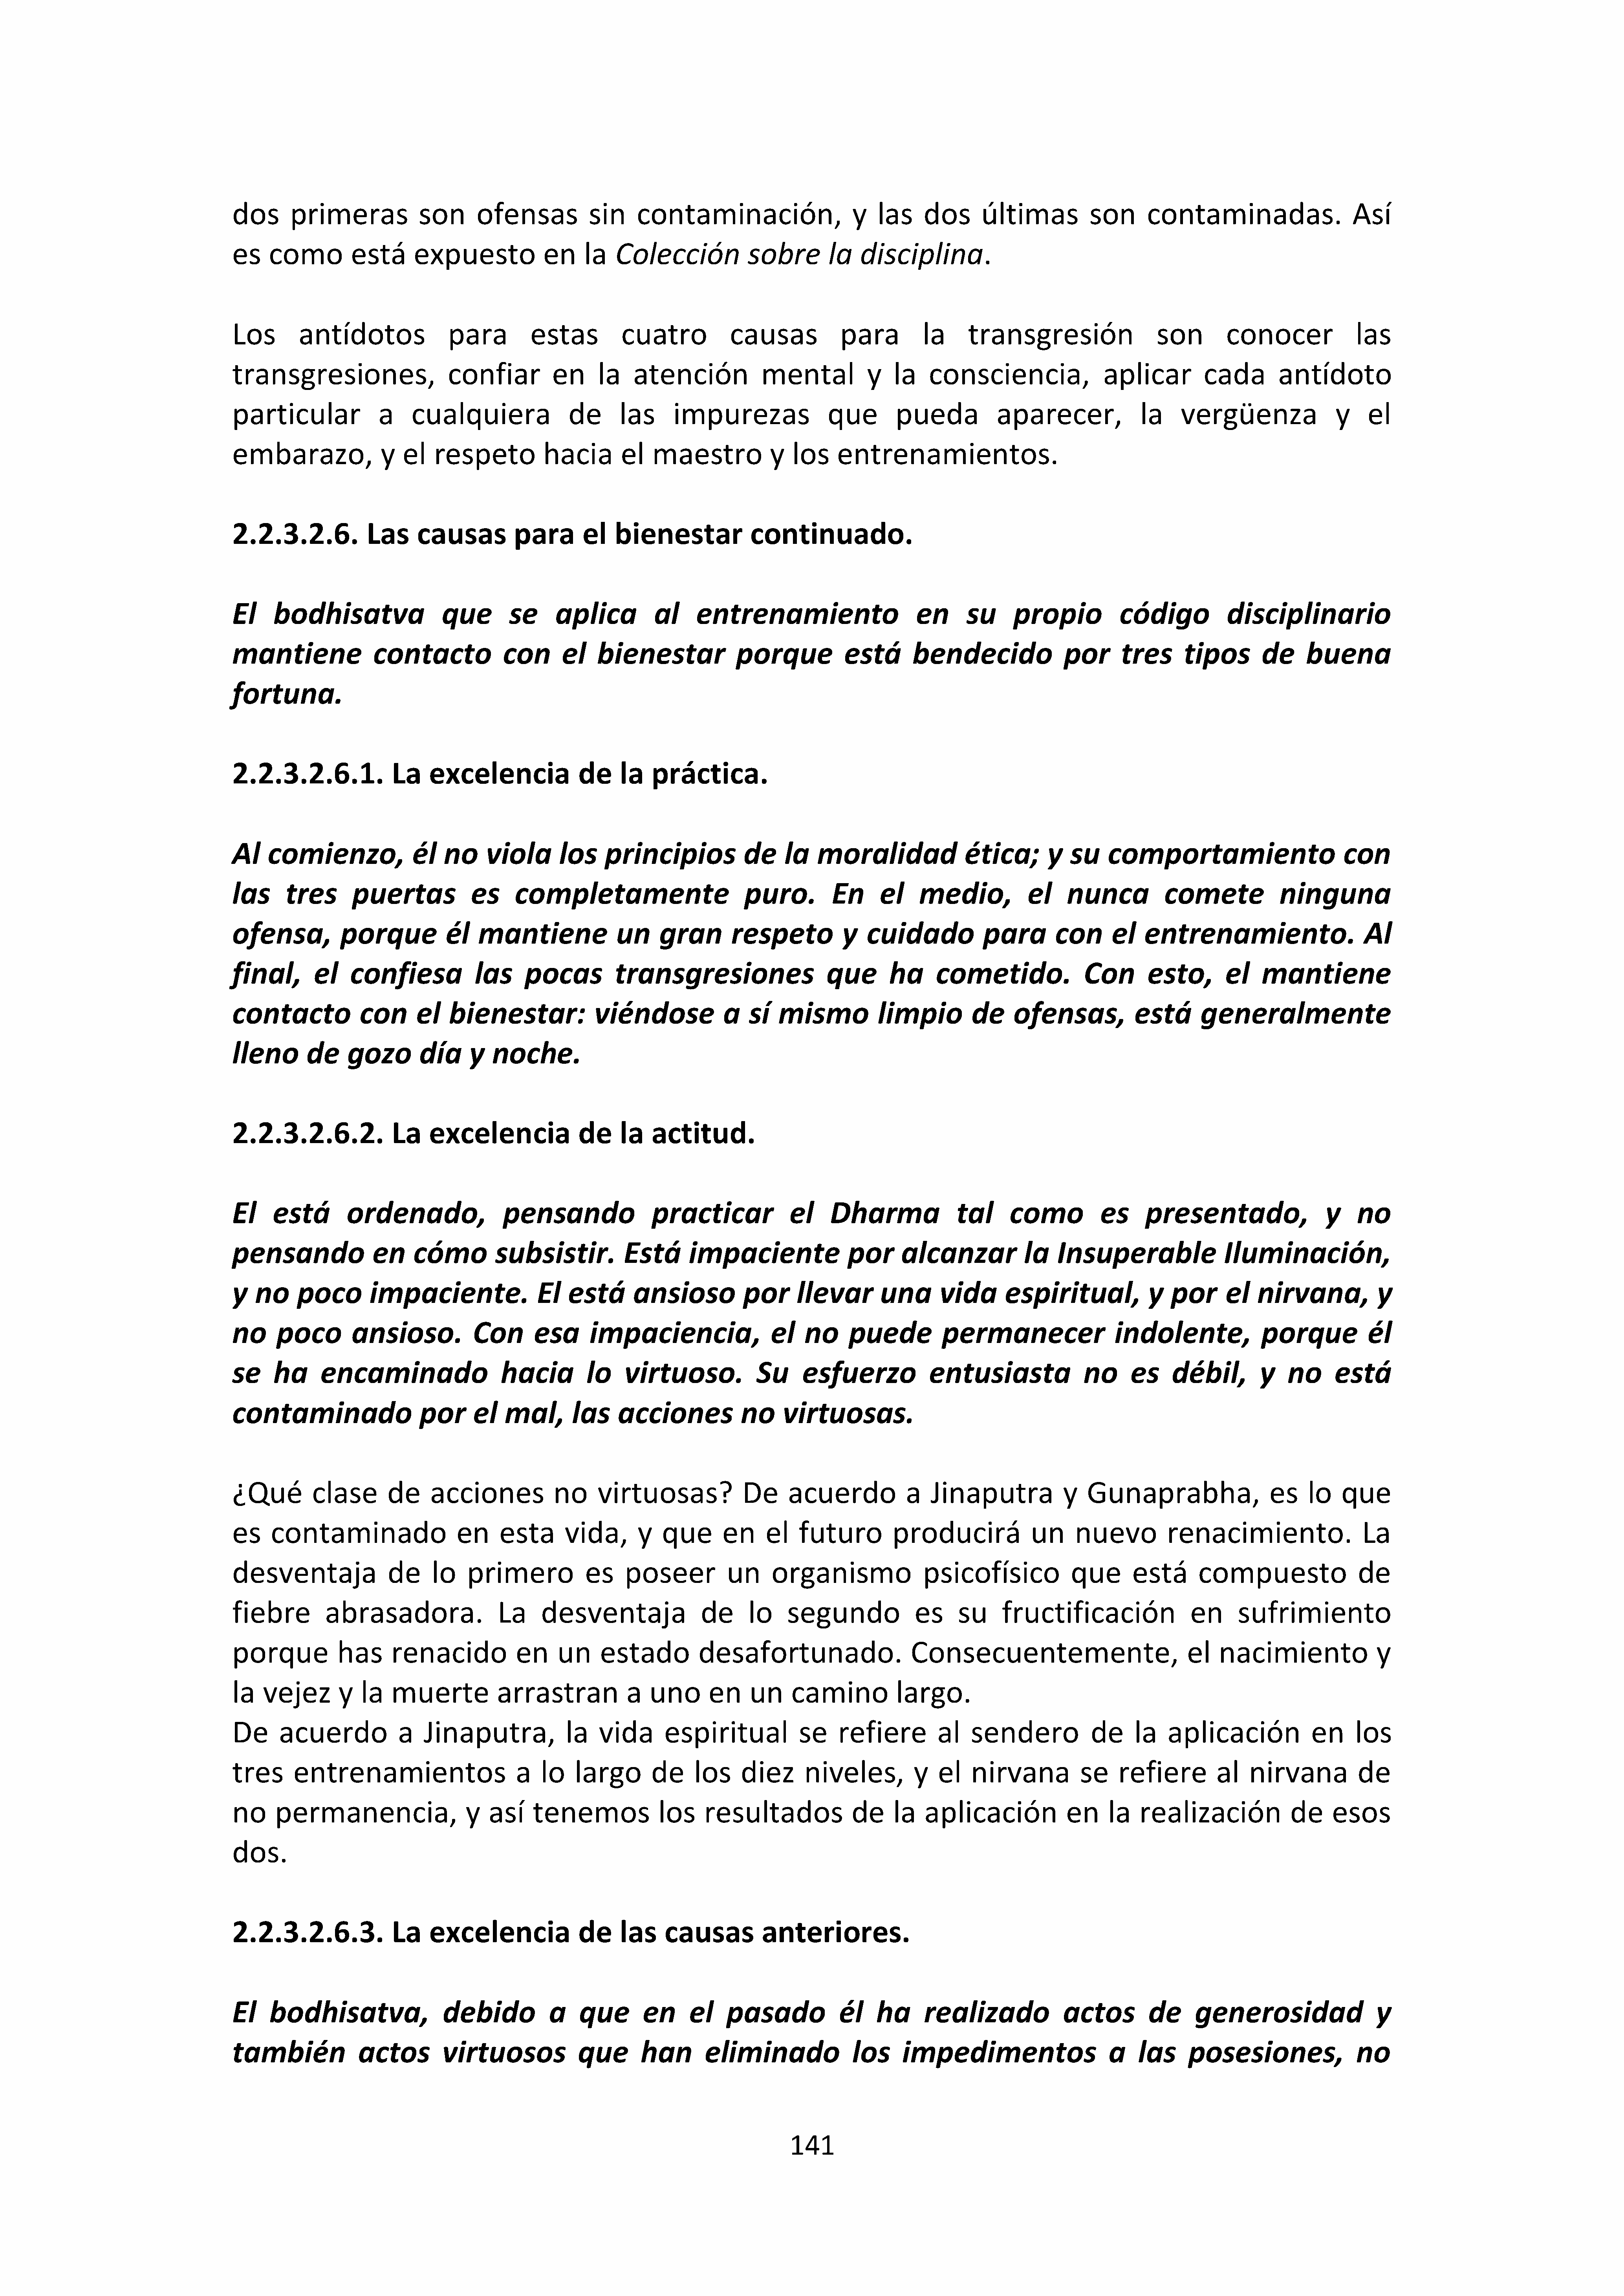 dos primeras son ofensas sin contaminación, y las dos últimas son contaminadas. Así
es como está expuesto en la Colección sobre la disciplina.
Los antídotos para estas cuatro causas para la transgresión son conocer las
transgresiones, confiar en la atención mental y la consciencia, aplicar cada antídoto
particular a cualquiera de las impurezas que pueda aparecer, la vergüenza y el
embarazo, y el respeto hacia el maestro y los entrenamientos.
2.2.3.2.6. Las causas para el bienestar continuado.
El bodhisatva que se aplica al entrenamiento en su propio código disciplinario
mantiene contacto con el bienestar porque está bendecido por tres tipos de buena
fortuna.
2.2.3.2.6.1. La excelencia de la práctica.
Al comienzo, él no viola los principios de la moralidad ética; y su comportamiento con
las tres puertas es completamente puro. En el medio, el nunca comete ninguna
ofensa, porque él mantiene un gran respeto y cuidado para con el entrenamiento. Al
final, el confiesa las pocas transgresiones que ha cometido. Con esto, el mantiene
contacto con el bienestar: viéndose a sí mismo limpio de ofensas, está generalmente
lleno de gozo día y noche.
2.2.3.2.6.2. La excelencia de la actitud.
El está ordenado, pensando practicar el Dharma tal como es presentado, y no
pensando en cómo subsistir. Está impaciente por alcanzar la Insuperable Iluminación,
y no poco impaciente. El está ansioso por llevar una vida espiritual, y por el nirvana, y
no poco ansioso. Con esa impaciencia, el no puede permanecer indolente, porque él
se ha encaminado hacia lo virtuoso. Su esfuerzo entusiasta no es débil, y no está
contaminado por el mal, las acciones no virtuosas.
¿Qué clase de acciones no virtuosas? De acuerdo a Jinaputra y Gunaprabha, es lo que
es contaminado en esta vida, y que en el futuro producirá un nuevo renacimiento. La
desventaja de lo primero es poseer un organismo psicofísico que está compuesto de
fiebre abrasadora. La desventaja de lo segundo es su fructificación en sufrimiento
porque has renacido en un estado desafortunado. Consecuentemente, el nacimiento y
la vejez y la muerte arrastran a uno en un camino largo.
De acuerdo a Jinaputra, la vida espiritual se refiere al sendero de la aplicación en los
tres entrenamientos a lo largo de los diez niveles, y el nirvana se refiere al nirvana de
no permanencia, y así tenemos los resultados de la aplicación en la realización de esos
dos.
2.2.3.2.6.3. La excelencia de las causas anteriores.
El bodhisatva, debido a que en el pasado él ha realizado actos de generosidad y
también actos virtuosos que han eliminado los impedimentos a las posesiones, no
141